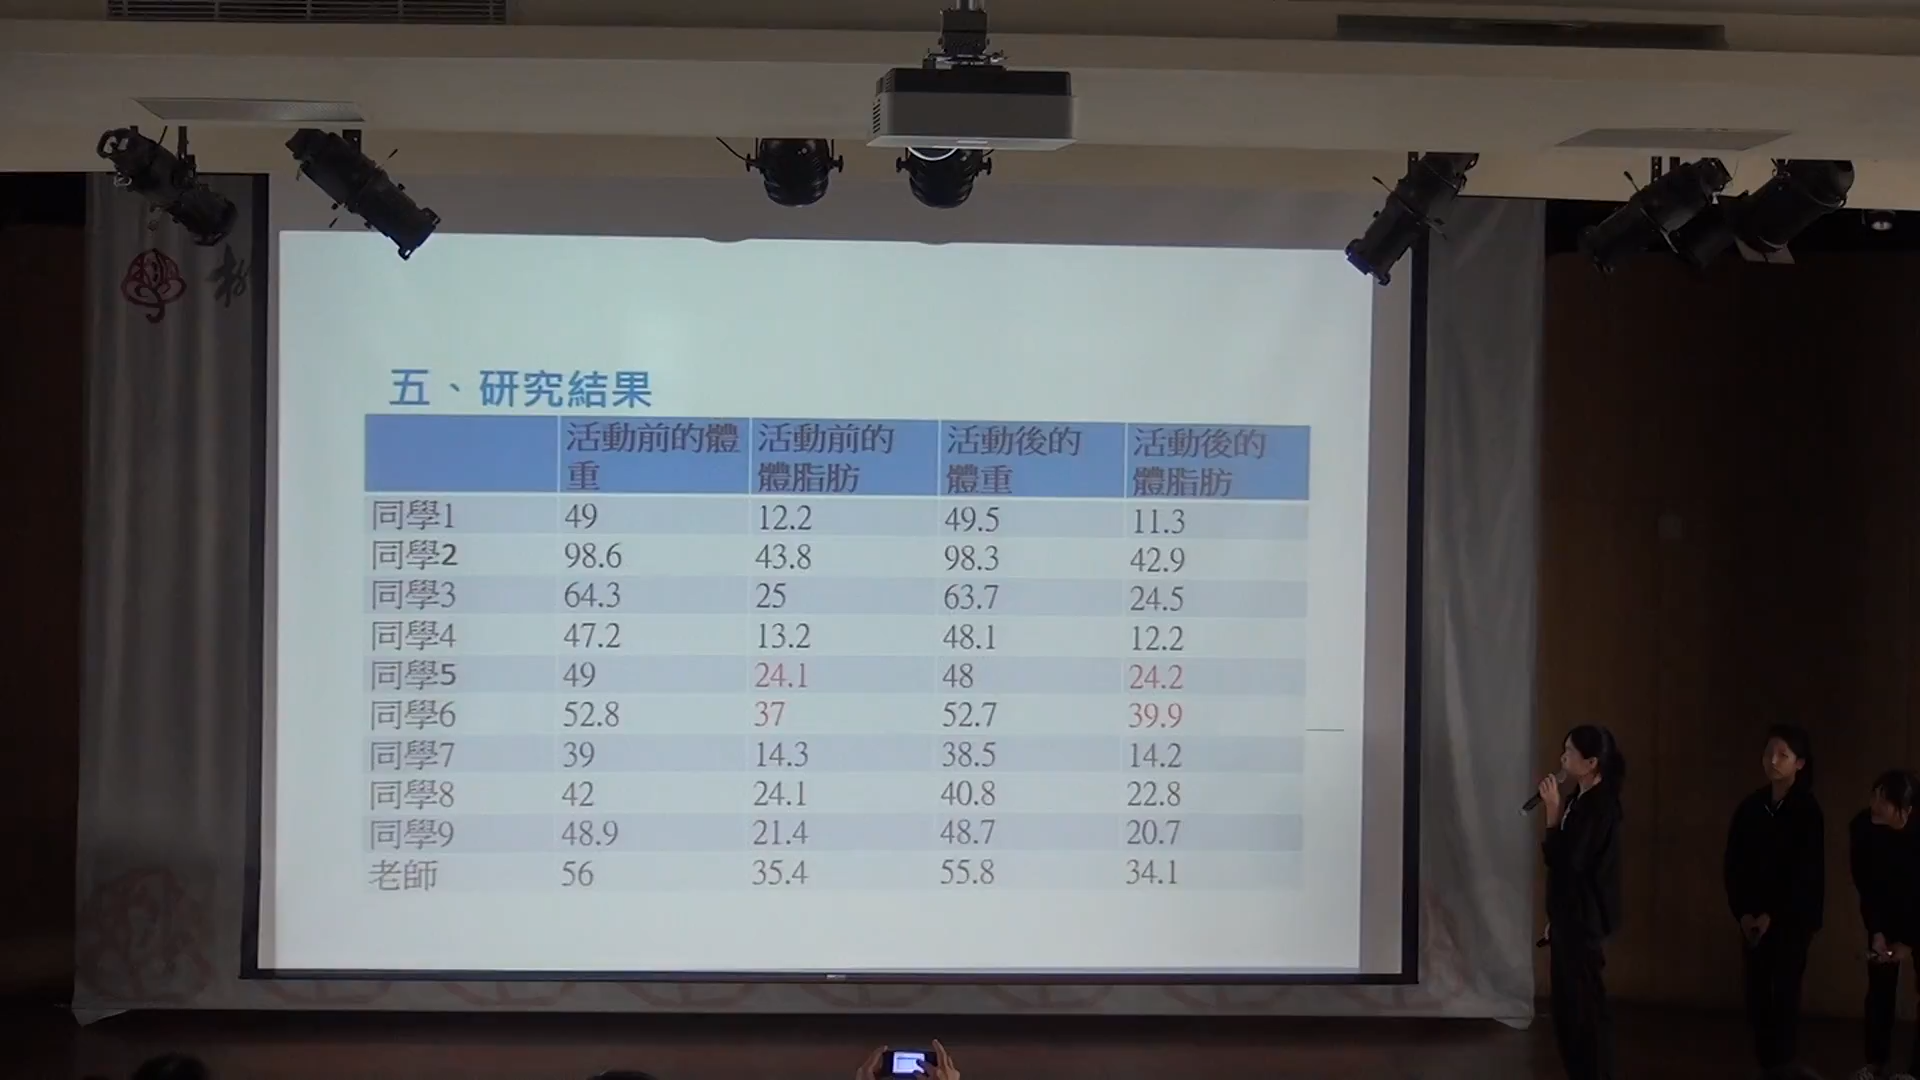 五、研究結果
活動前的體重 活動前的體脂肪 活動後的體重 活動後的體脂肪
同學1 49 12.2 49.5 11.3
同學2 98.6 43.8 98.3 42.9
同學3 64.3 25 63.7 24.5
同學4 47.2 13.2 48.1 12.2
同學5 49 24.1 48 24.2
同學6 52.8 37 52.7 39.9
同學7 39 14.3 38.5 14.2
同學8 42 24.1 40.8 22.8
同學9 48.9 21.4 48.7 20.7
老師 56 35.4 55.8 34.1